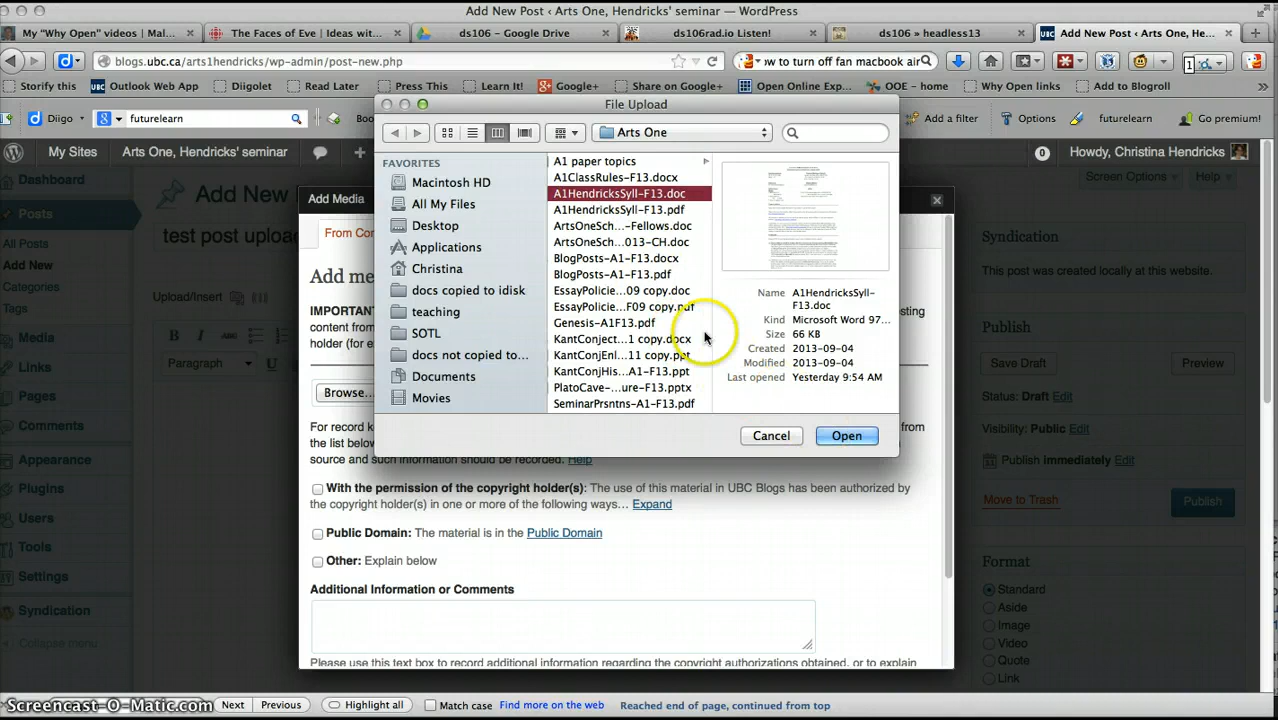 Add New Post ‹ Arts One, Hendricks' seminar — WordPress
My "Why Open" videos | Mal...
The Faces of Eve | Ideas wit...
ds106 – Google Drive
ds106rad.io Listen!
ds106 » headless13
Add New Post ‹ Arts One, He...
blogs.ubc.ca/arts1hendricks/wp-admin/post-new.php
ow to turn off fan macbook air
Storify this
Outlook Web App
Diigolet
Read Later
Press This
Learn It!
Google+
Share on Google+
Open Online Exp...
OOE - home
Why Open links
Add to Blogroll
Diigo
futurelearn
Boo
Add a filter
Options
futurelearn
Go premium!
My Sites
Arts One, Hendricks' seminar
0
Howdy, Christina Hendricks
Screen Options
Help
Dashboard
Posts
All Posts
Add New
Categories
Tags
Media
Links
Pages
Comments
Appearance
Plugins
Users
Tools
Settings
Syndication
Collapse menu
Add New
test post upload
Upload/Insert
Paragraph
File Upload
Arts One
FAVORITES
Macintosh HD
All My Files
Desktop
Applications
Christina
docs copied to idisk
teaching
SOTL
docs not copied to...
Documents
Movies
A1 paper topics
A1ClassRules-F13.docx
A1HendricksSyll-F13.doc
A1HendricksSyll-F13.pdf
ArtsOneSch...-Fellows.doc
ArtsOneSch...013-CH.doc
BlogPosts-A1-F13.docx
BlogPosts-A1-F13.pdf
EssayPolicie...09 copy.doc
EssayPolicie...F09 copy.pdf
Genesis-A1F13.pdf
KantConject...1 copy.docx
KantConjEnl...11 copy.ppt
KantConjHis...A1-F13.ppt
PlatoCave-...ure-F13.pptx
SeminarPrsntns-A1-F13.pdf
Name A1HendricksSyll-
F13.doc
Kind Microsoft Word 97...
Size 66 KB
Created 2013-09-04
Modified 2013-09-04
Last opened Yesterday 9:54 AM
Cancel
Open
Add Media
From Com
Add me
IMPORTAN
content from
holder (for e
esting
Browse...
For record k
from
the list below
source and such information should be recorded. Help
With the permission of the copyright holder(s): The use of this material in UBC Blogs has been authorized by
the copyright holder(s) in one or more of the following ways... Expand
Public Domain: The material is in the Public Domain
Other: Explain below
Additional Information or Comments
Please use this text box to record additional information regarding the copyright authorizations obtained, or to explain
Syndication
This post was created locally at this website.
Publish
Save Draft
Preview
Status: Draft Edit
Visibility: Public Edit
Publish Immediately Edit
Move to Trash
Publish
Format
Standard
Aside
Image
Video
Quote
Link
Screencast-O-Matic.com
Next
Previous
Highlight all
Match case
Find more on the web
Reached end of page, continued from top